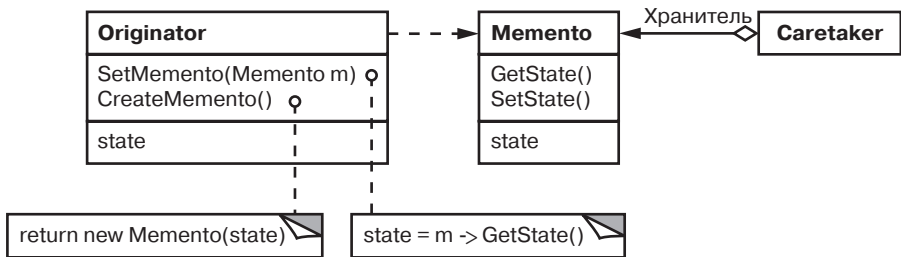 Originator
SetMemento(Memento m)
CreateMemento()
state
Memento
GetState()
SetState()
state
Хранитель
Caretaker
return new Memento(state)
state = m -> GetState()